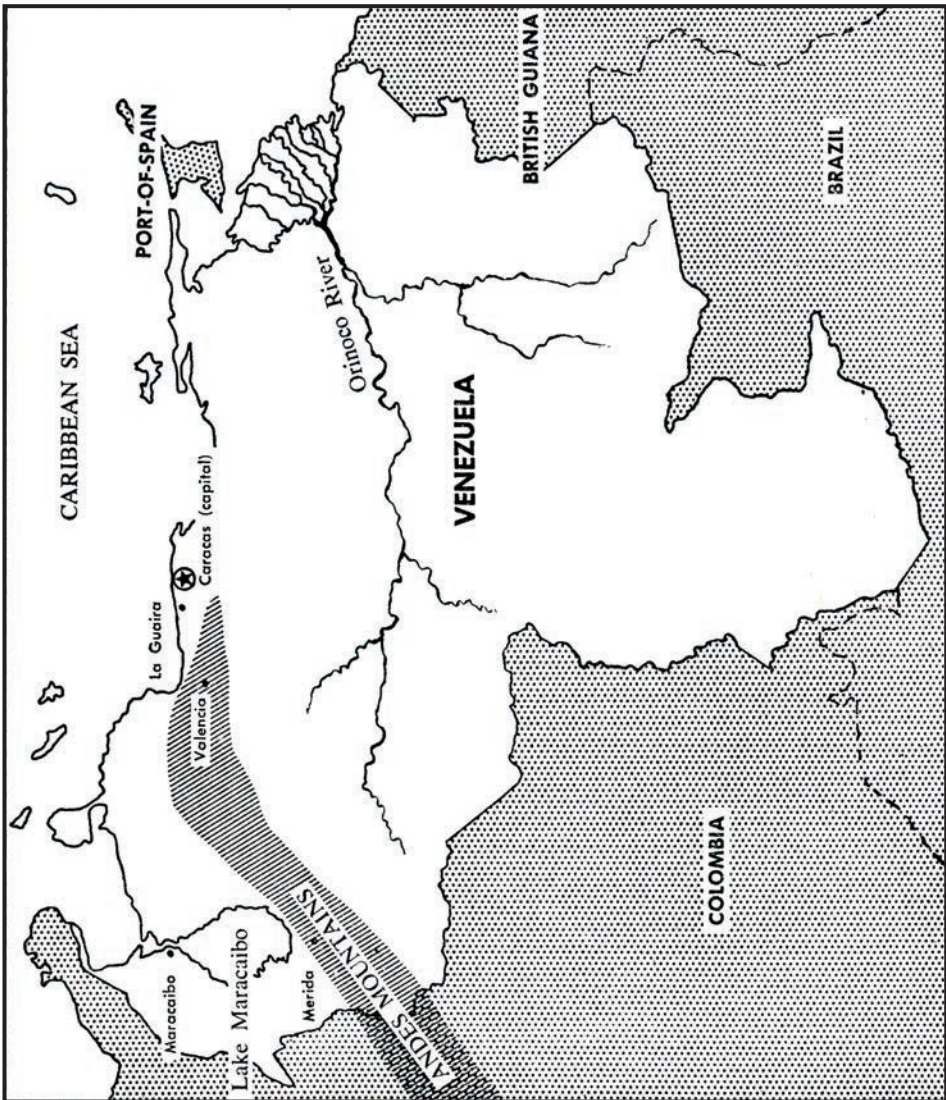 CARIBBEAN SEA
PORT-OF-SPAIN
La Guaira
Caracas (capital)
Valencia
Maracaibo
Lake Maracaibo
Merida
ANDES MOUNTAINS
Orinoco River
VENEZUELA
BRITISH GUIANA
COLOMBIA
BRAZIL